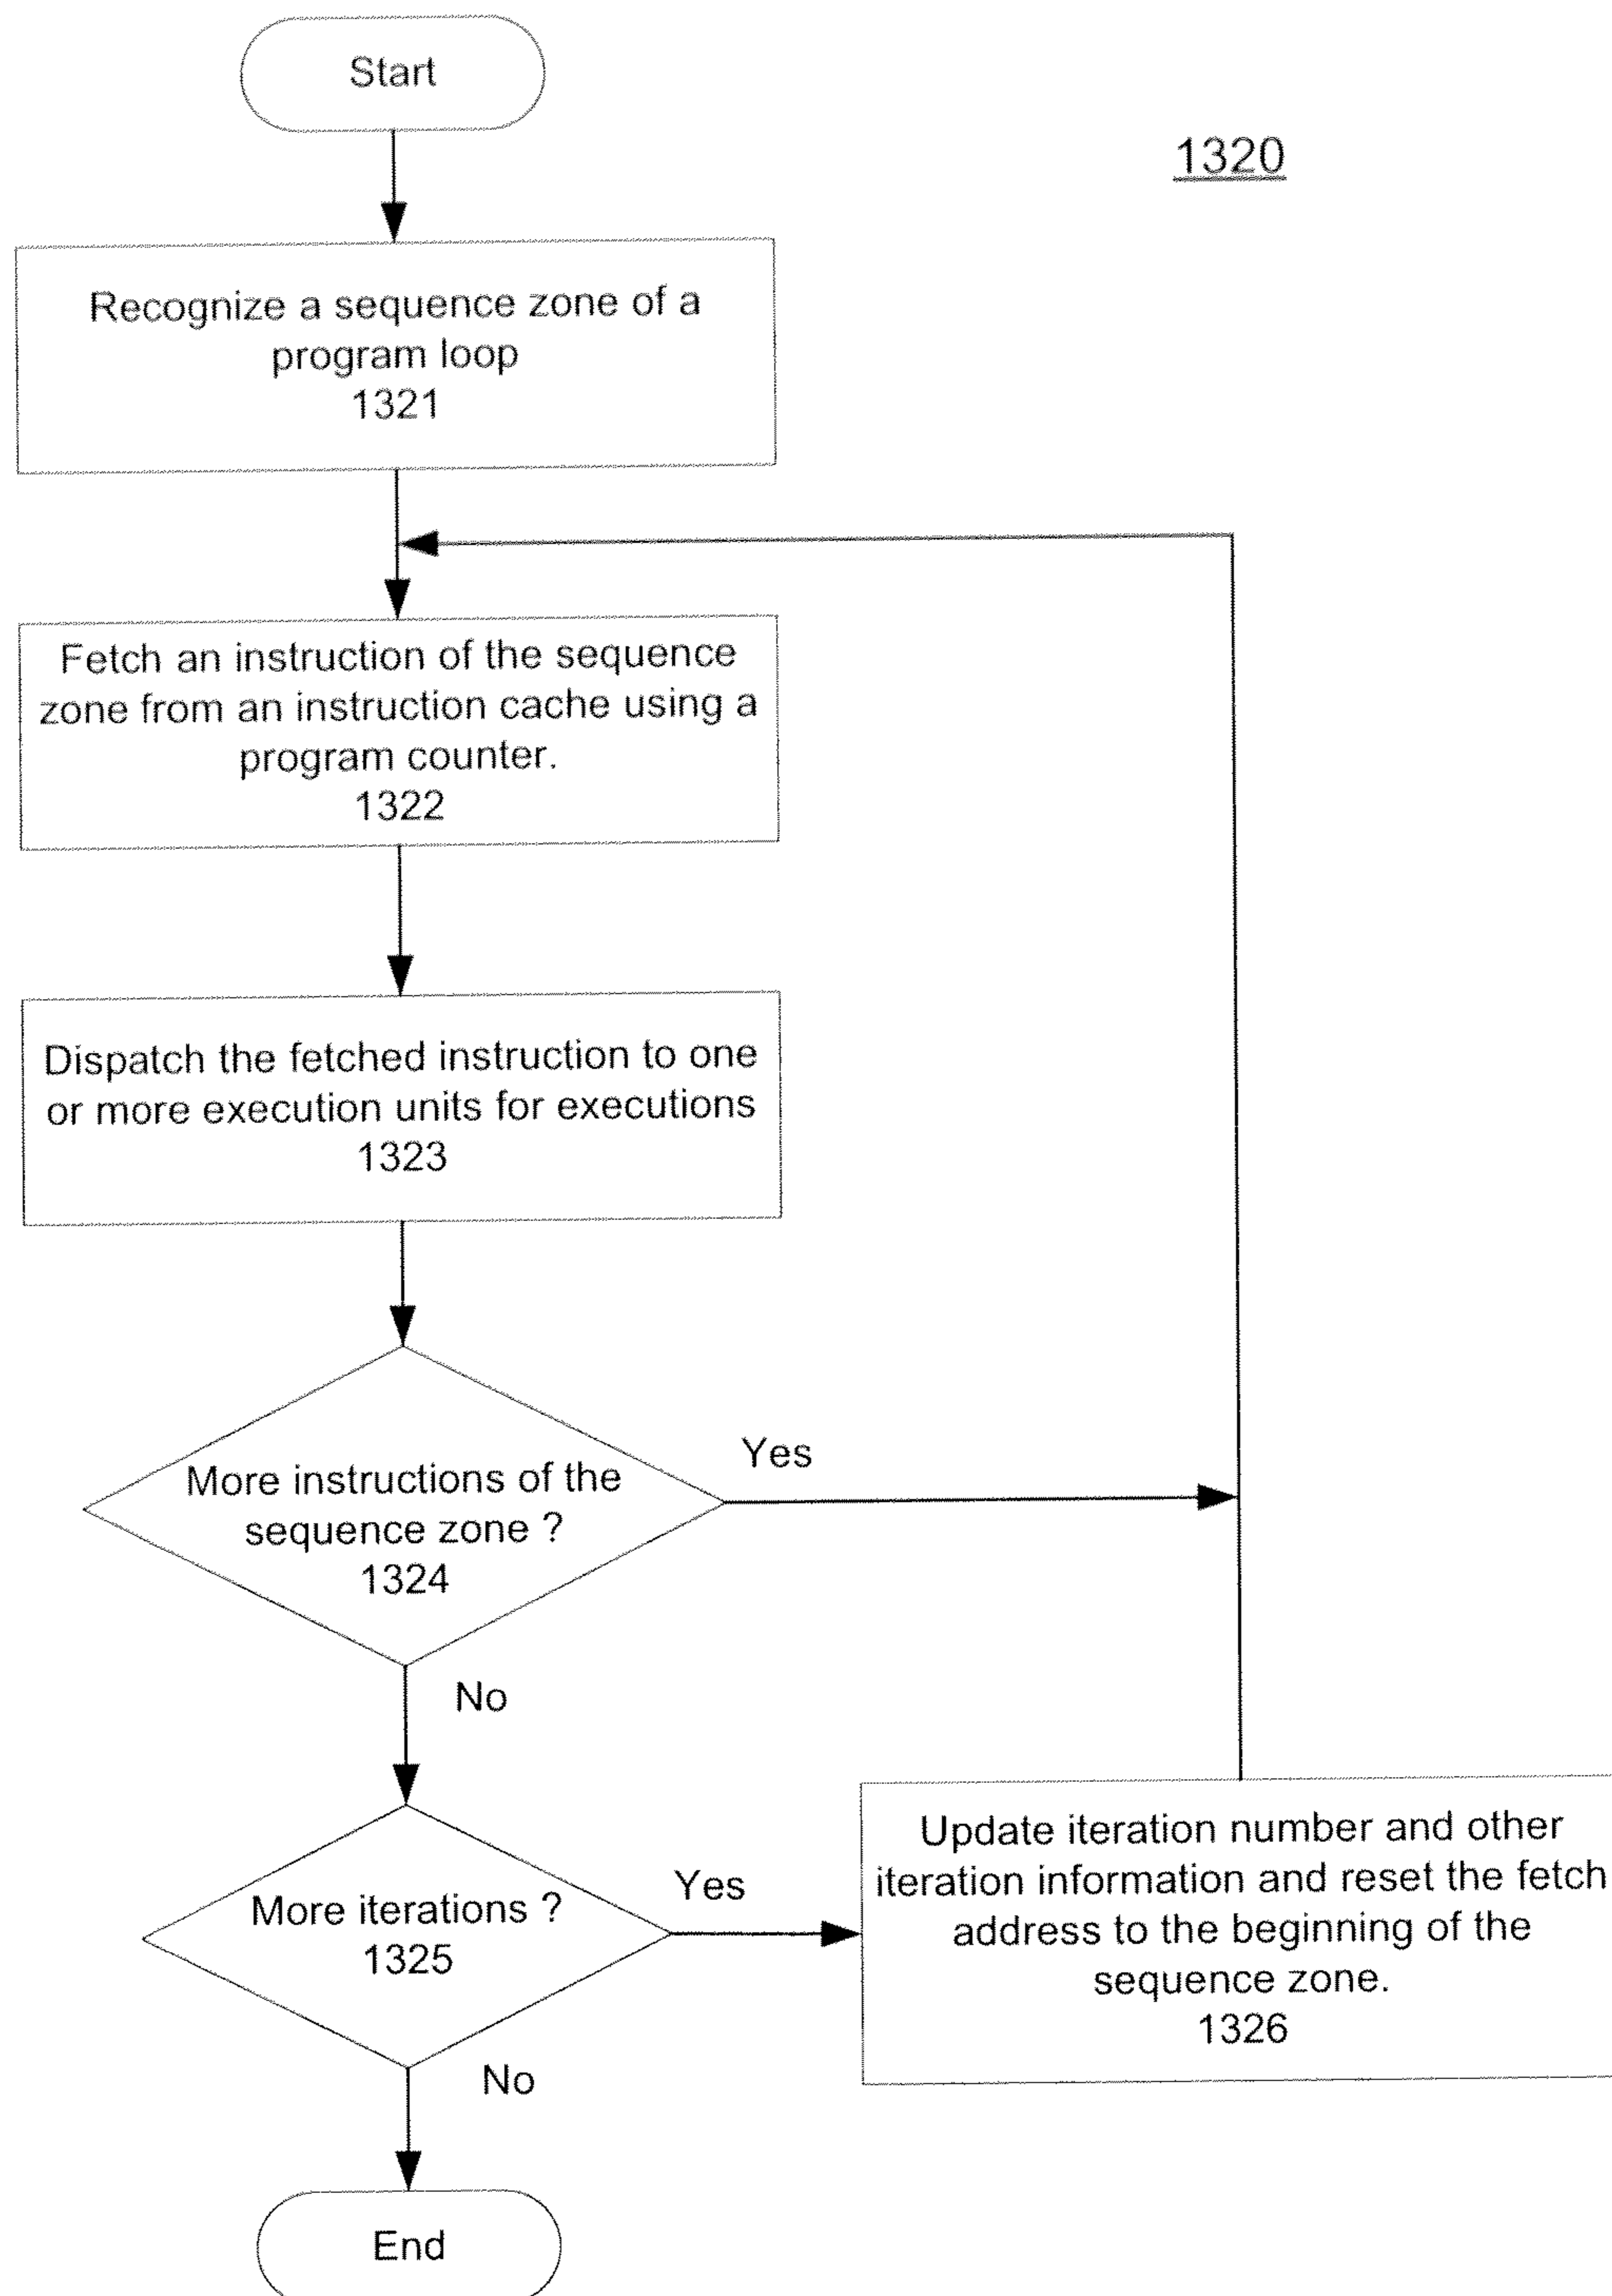 Start
1320
Recognize a sequence zone of a
program loop
1321
Fetch an instruction of the sequence
zone from an instruction cache using a
program counter.
1322
Dispatch the fetched instruction to one
or more execution units for executions
1323
More instructions of the
sequence zone ?
1324
Yes
No
More iterations ?
1325
Yes
Update iteration number and other
iteration information and reset the fetch
address to the beginning of the
sequence zone.
1326
No
End